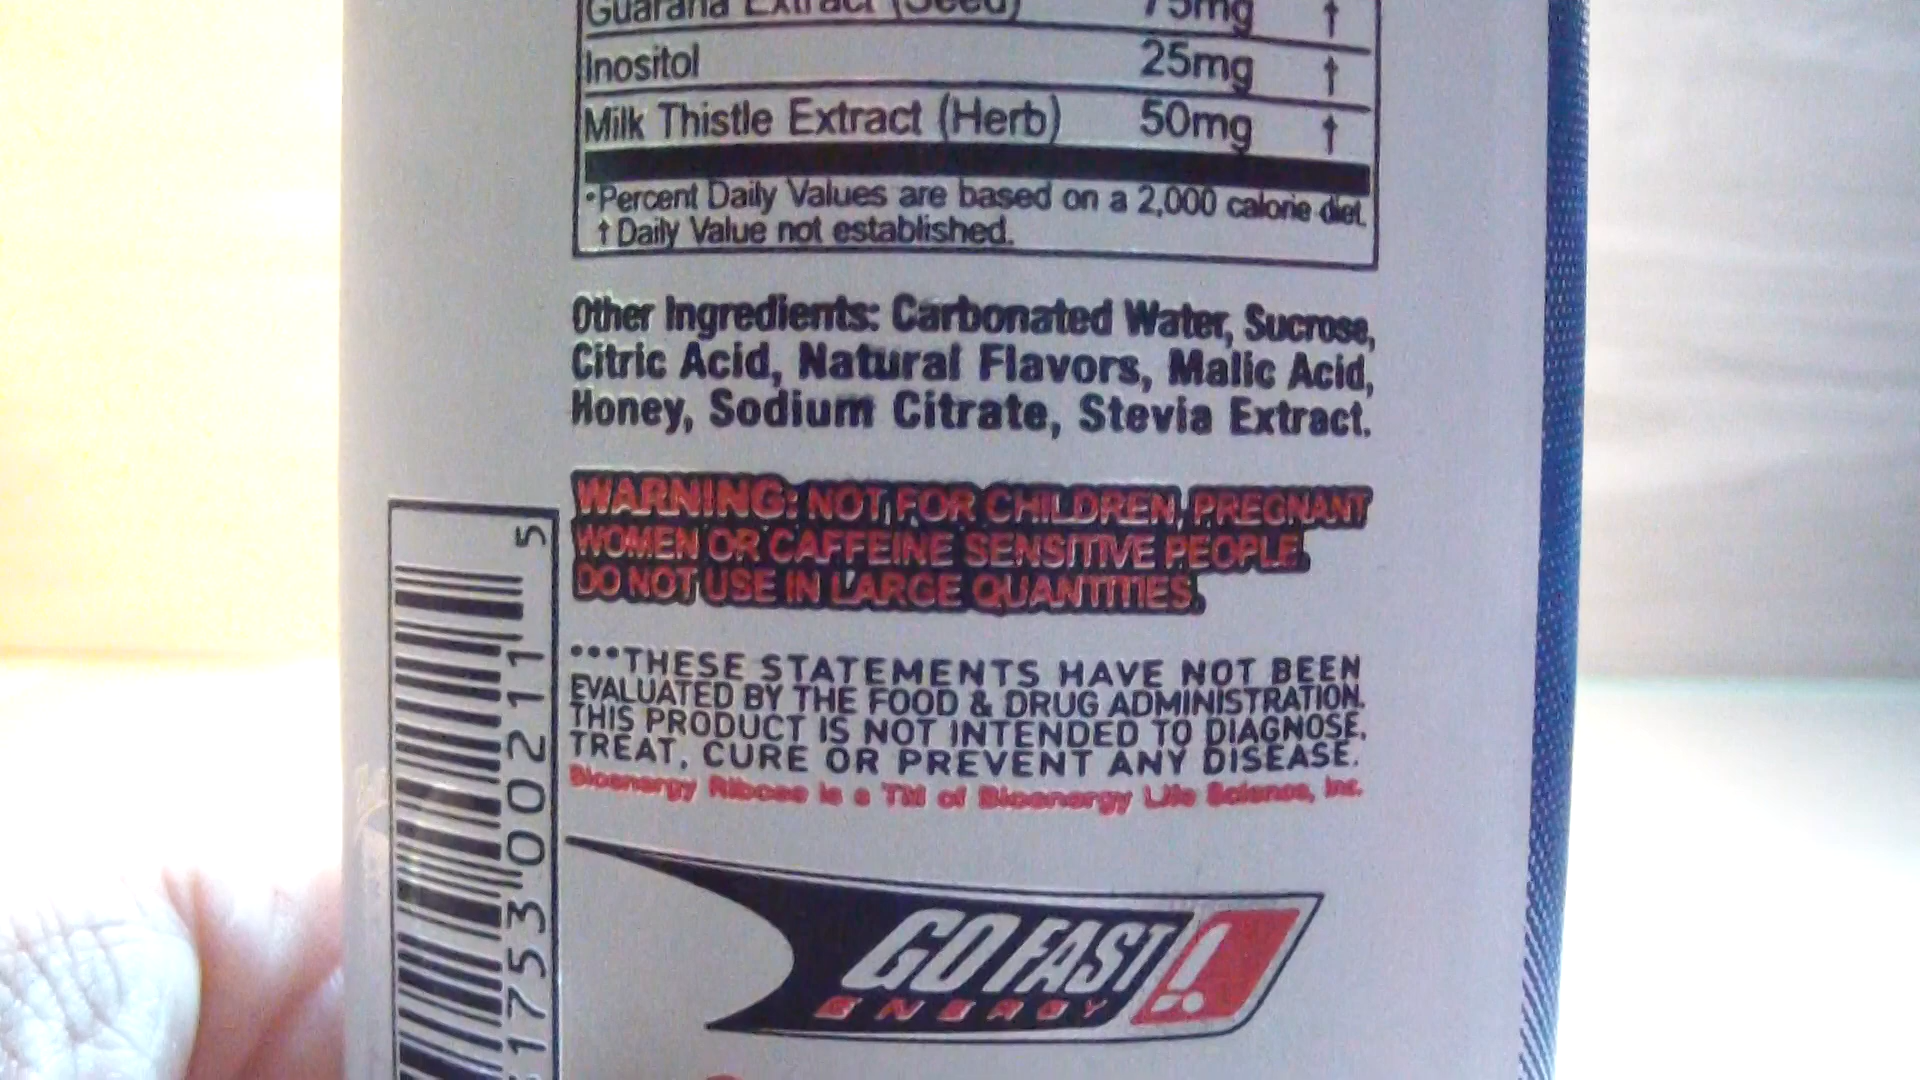 Guarana Extract (Seed) 75mg †
Inositol 25mg †
Milk Thistle Extract (Herb) 50mg †
*Percent Daily Values are based on a 2,000 calorie diet.
† Daily Value not established.
Other Ingredients: Carbonated Water, Sucrose,
Citric Acid, Natural Flavors, Malic Acid,
Honey, Sodium Citrate, Stevia Extract.
WARNING: NOT FOR CHILDREN, PREGNANT
WOMEN OR CAFFEINE SENSITIVE PEOPLE.
DO NOT USE IN LARGE QUANTITIES.
***THESE STATEMENTS HAVE NOT BEEN
EVALUATED BY THE FOOD & DRUG ADMINISTRATION.
THIS PRODUCT IS NOT INTENDED TO DIAGNOSE,
TREAT, CURE OR PREVENT ANY DISEASE.
Bioenergy Ribose is a TM of Bioenergy Life Science, Inc.
GO FAST!
ENERGY
1753 00211 5